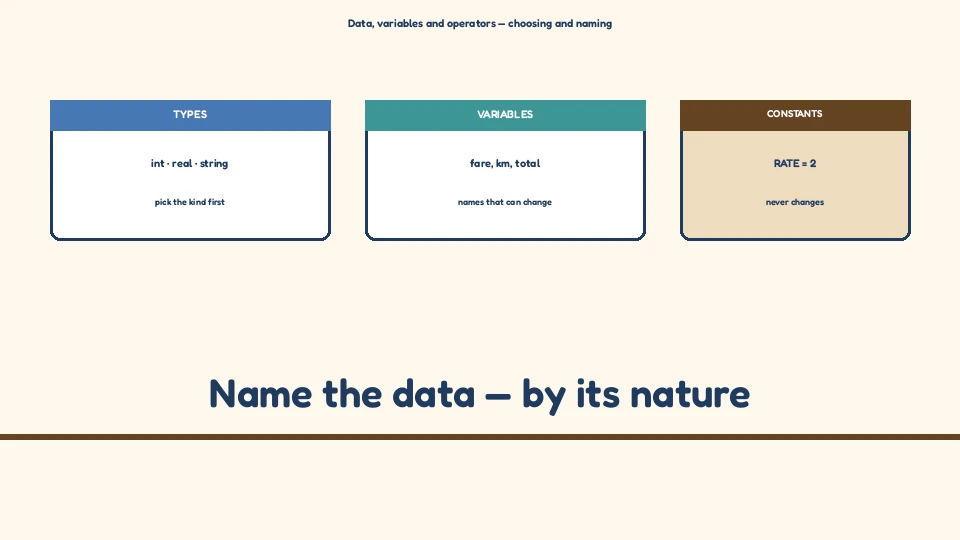 Data, variables and operators — choosing and naming
TYPES
int · real · string
pick the kind first
VARIABLES
fare, km, total
names that can change
CONSTANTS
RATE = 2
never changes
Name the data — by its nature